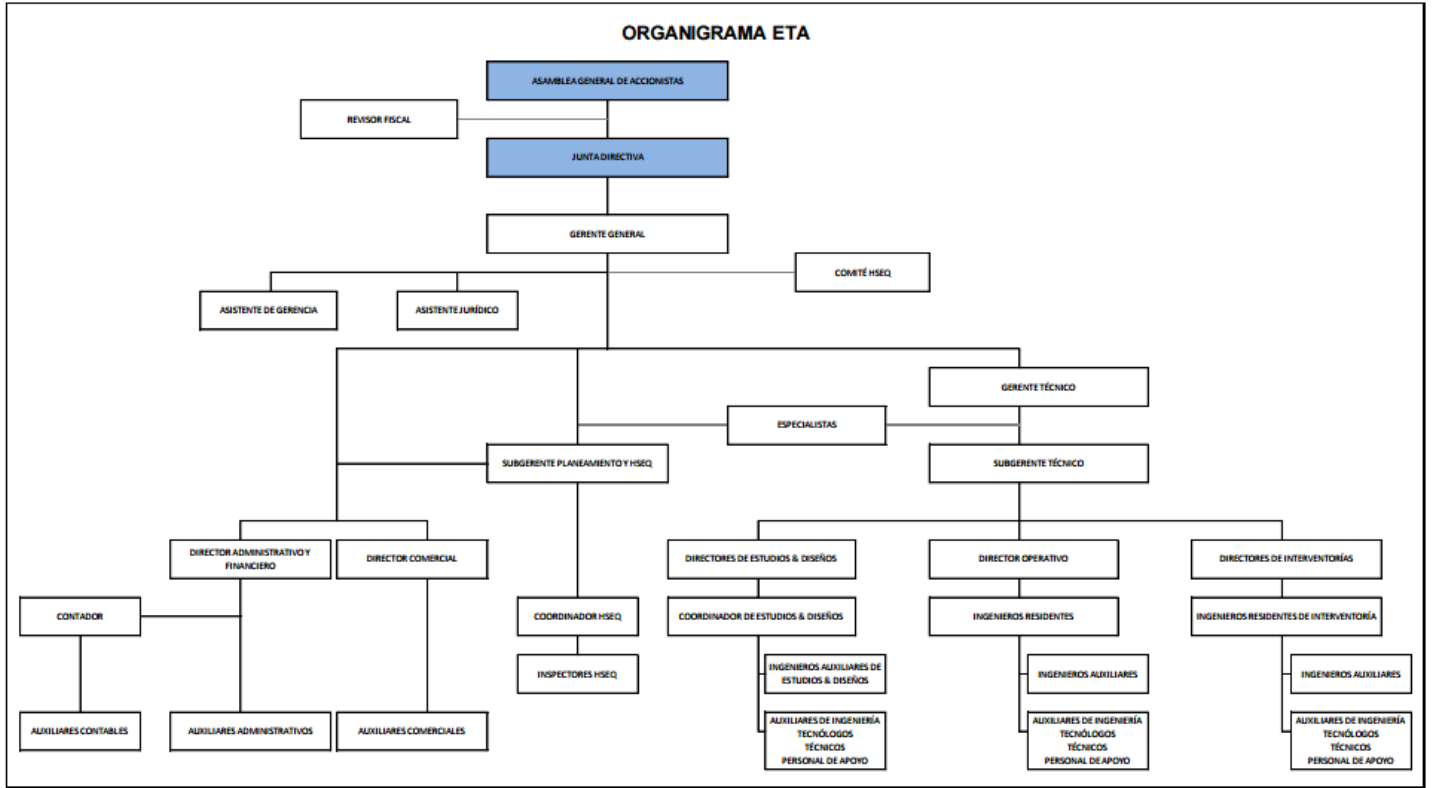 ORGANIGRAMA ETA
ASAMBLEA GENERAL DE ACCIONISTAS
REVISOR FISCAL
JUNTA DIRECTIVA
GERENTE GENERAL
COMITÉ HSEQ
ASISTENTE DE GERENCIA
ASISTENTE JURÍDICO
GERENTE TÉCNICO
ESPECIALISTAS
SUBGERENTE PLANEAMIENTO Y HSEQ
SUBGERENTE TÉCNICO
DIRECTOR ADMINISTRATIVO Y
FINANCIERO
DIRECTOR COMERCIAL
DIRECTORES DE ESTUDIOS & DISEÑOS
DIRECTOR OPERATIVO
DIRECTORES DE INTERVENTORÍAS
CONTADOR
COORDINADOR HSEQ
COORDINADOR DE ESTUDIOS & DISEÑOS
INGENIEROS RESIDENTES
INGENIEROS RESIDENTES DE INTERVENTORÍA
INSPECTORES HSEQ
INGENIEROS AUXILIARES DE
ESTUDIOS & DISEÑOS
INGENIEROS AUXILIARES
INGENIEROS AUXILIARES
AUXILIARES CONTABLES
AUXILIARES ADMINISTRATIVOS
AUXILIARES COMERCIALES
AUXILIARES DE INGENIERÍA
TECNÓLOGOS
TÉCNICOS
PERSONAL DE APOYO
AUXILIARES DE INGENIERÍA
TECNÓLOGOS
TÉCNICOS
PERSONAL DE APOYO
AUXILIARES DE INGENIERÍA
TECNÓLOGOS
TÉCNICOS
PERSONAL DE APOYO